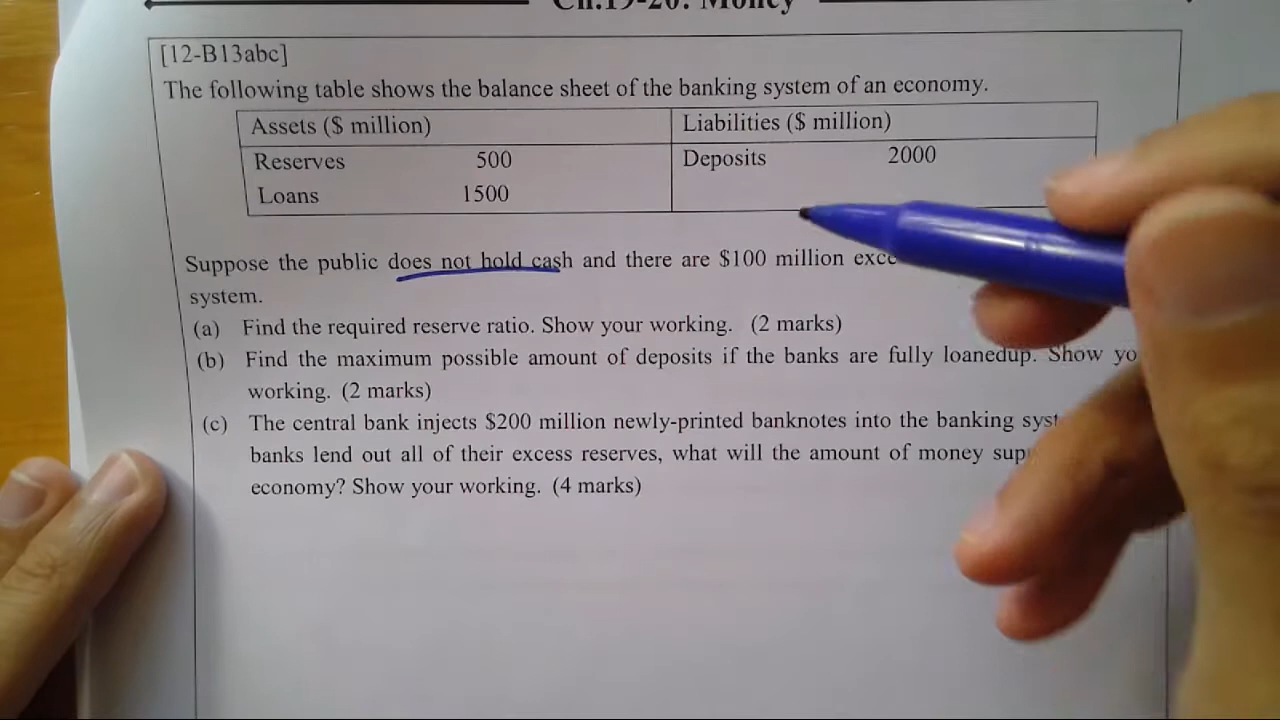 Ch.19-20: Money
[12-B13abc]
The following table shows the balance sheet of the banking system of an economy.
Assets ($ million) Liabilities ($ million)
Reserves 500 Deposits 2000
Loans 1500
Suppose the public does not hold cash and there are $100 million
system.
(a) Find the required reserve ratio. Show your working. (2 marks)
(b) Find the maximum possible amount of deposits if the banks are fully loanedup. Show
working. (2 marks)
(c) The central bank injects $200 million newly-printed banknotes into the banking
banks lend out all of their excess reserves, what will the amount of money
economy? Show your working. (4 marks)